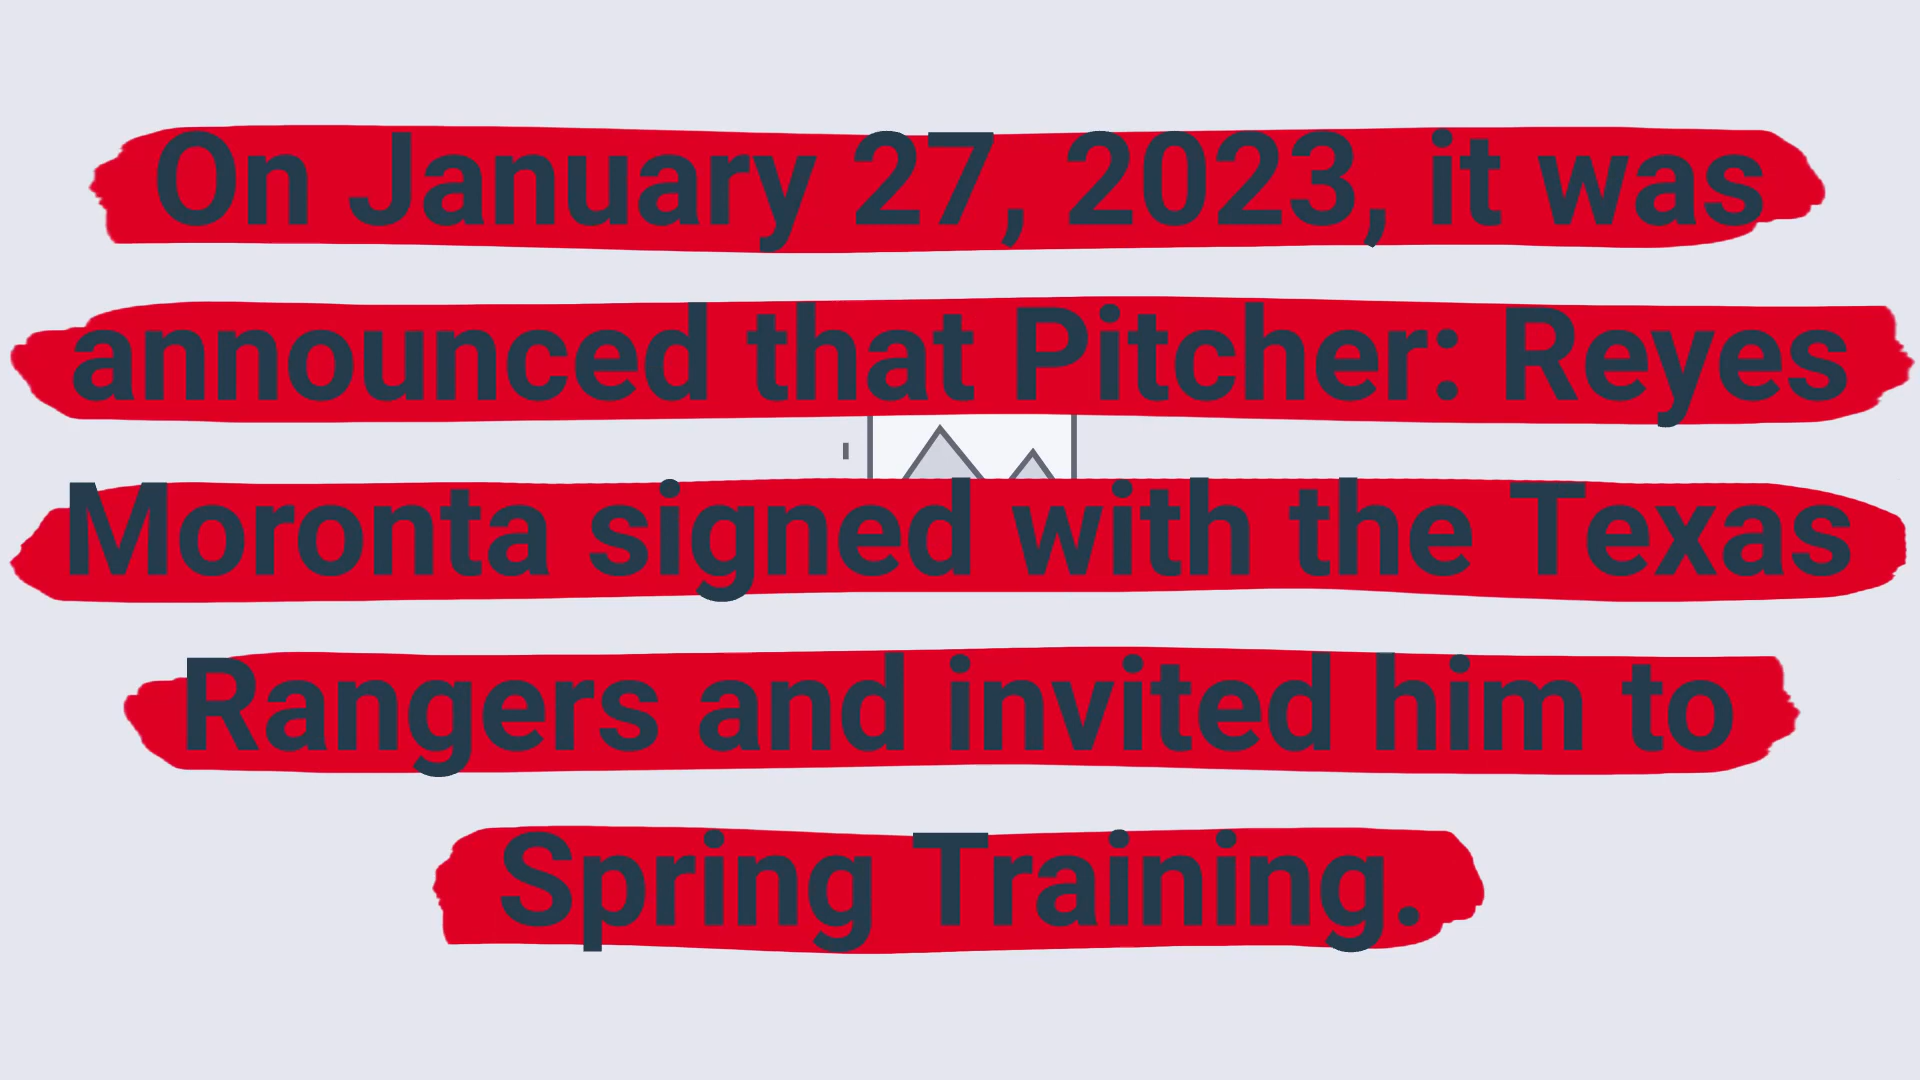 On January 27, 2023, it was
announced that Pitcher: Reyes
Moronta signed with the Texas
Rangers and invited him to
Spring Training.